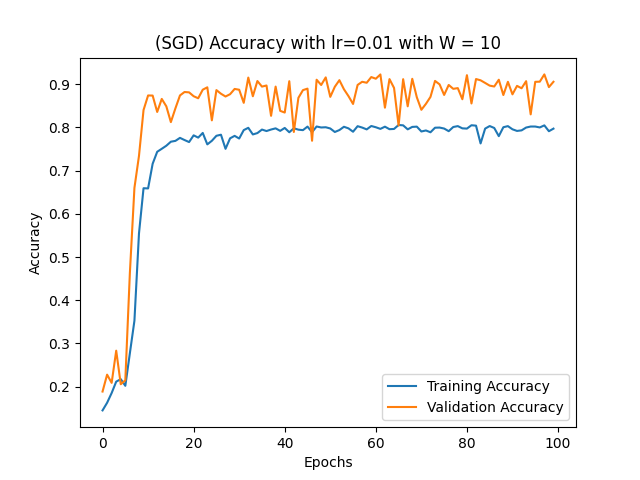 (SGD) Accuracy with lr=0.01 with W = 10
0.9
0.8
0.7
0.6
0.5
0.4
0.3
0.2
Accuracy
0 20 40 60 80 100
Epochs
Training Accuracy
Validation Accuracy